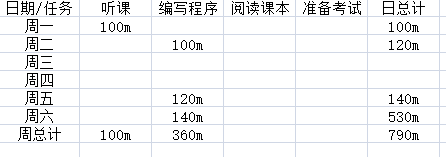 日期/任务 听课 编写程序 阅读课本 准备考试 日总计
周一 100m 100m
周二 100m 120m
周三
周四
周五 120m 140m
周六 140m 530m
周总计 100m 360m 790m